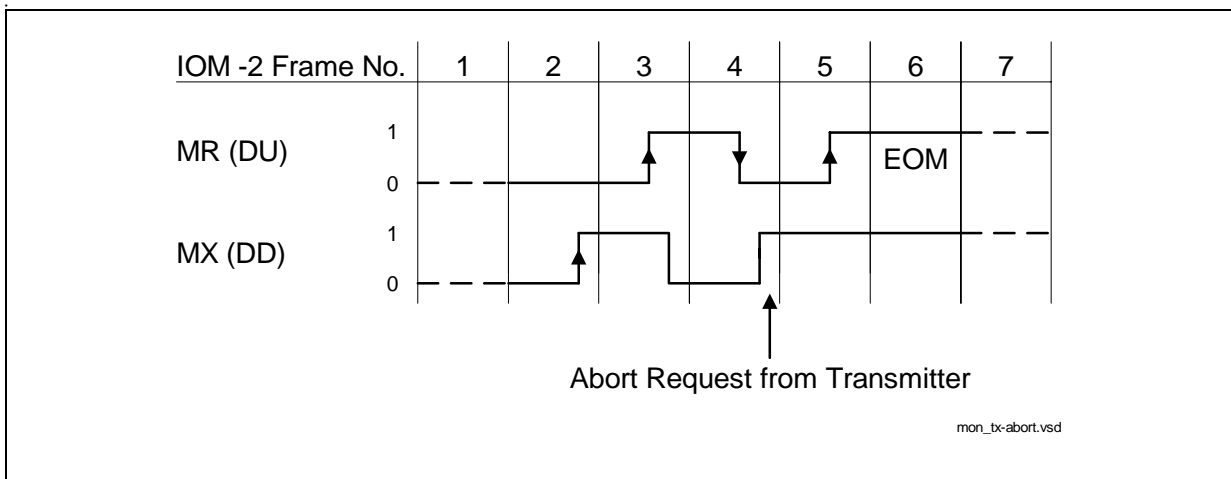 IOM -2 Frame No. 1 2 3 4 5 6 7
1
MR (DU)
EOM
0
1
MX (DD)
0
Abort Request from Transmitter
mon_tx-abort.vsd